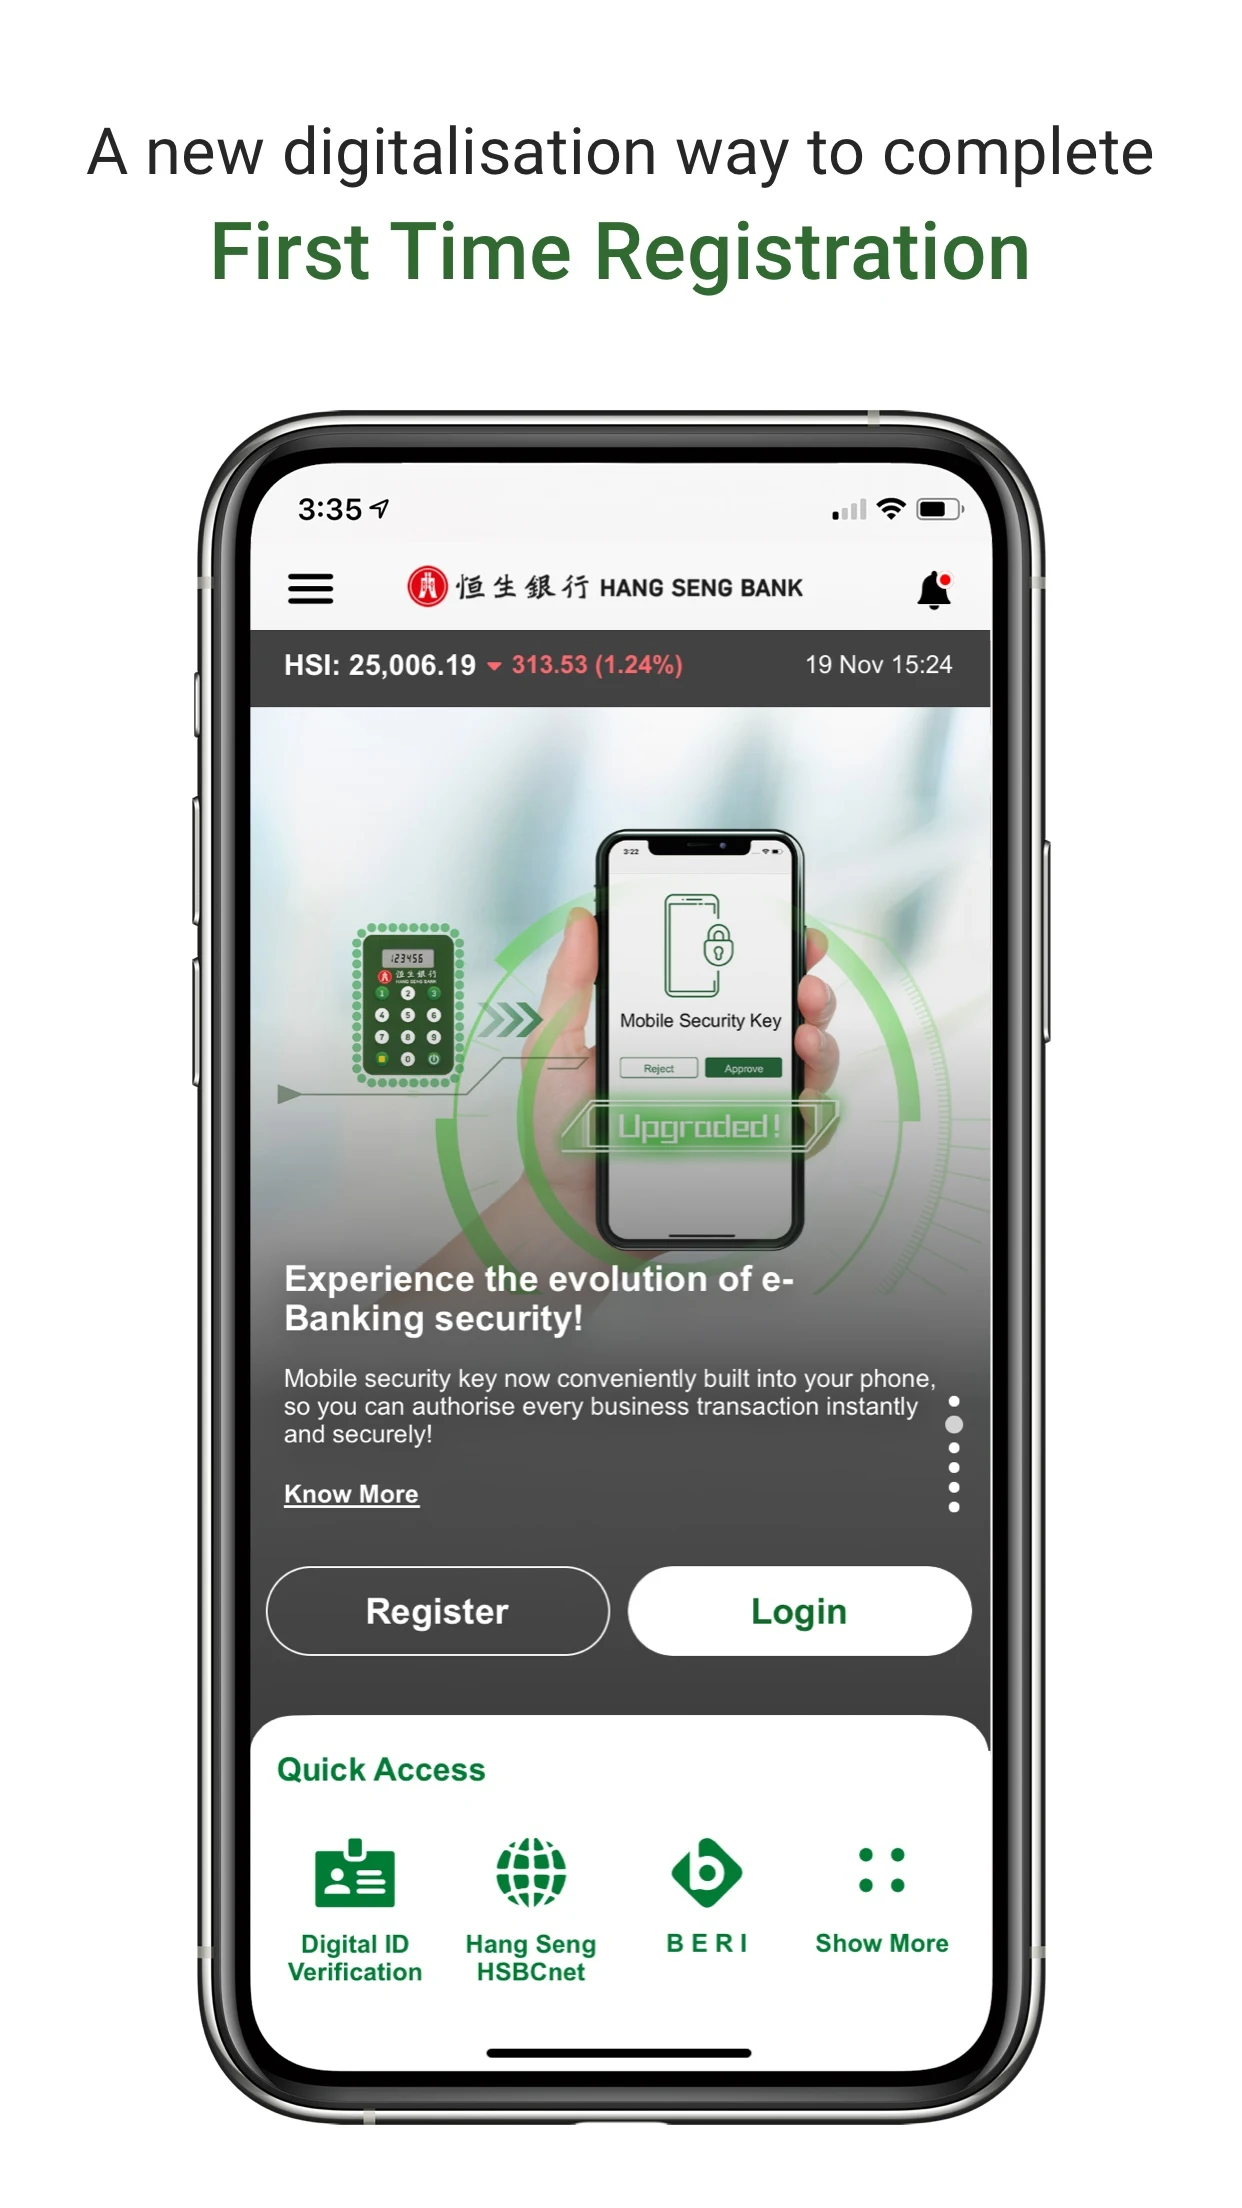 A new digitalisation way to complete
First Time Registration
3:35
恒生銀行 HANG SENG BANK
HSI: 25,006.19 313.53 (1.24%) 19 Nov 15:24
3:22
123456
恒生銀行
HANG SENG BANK
1 2 3
4 5 6
7 8 9
0
Mobile Security Key
Reject Approve
Upgraded!
Experience the evolution of e-
Banking security!
Mobile security key now conveniently built into your phone,
so you can authorise every business transaction instantly
and securely!
Know More
Register Login
Quick Access
Digital ID
Verification
Hang Seng
HSBCnet
BERI
Show More